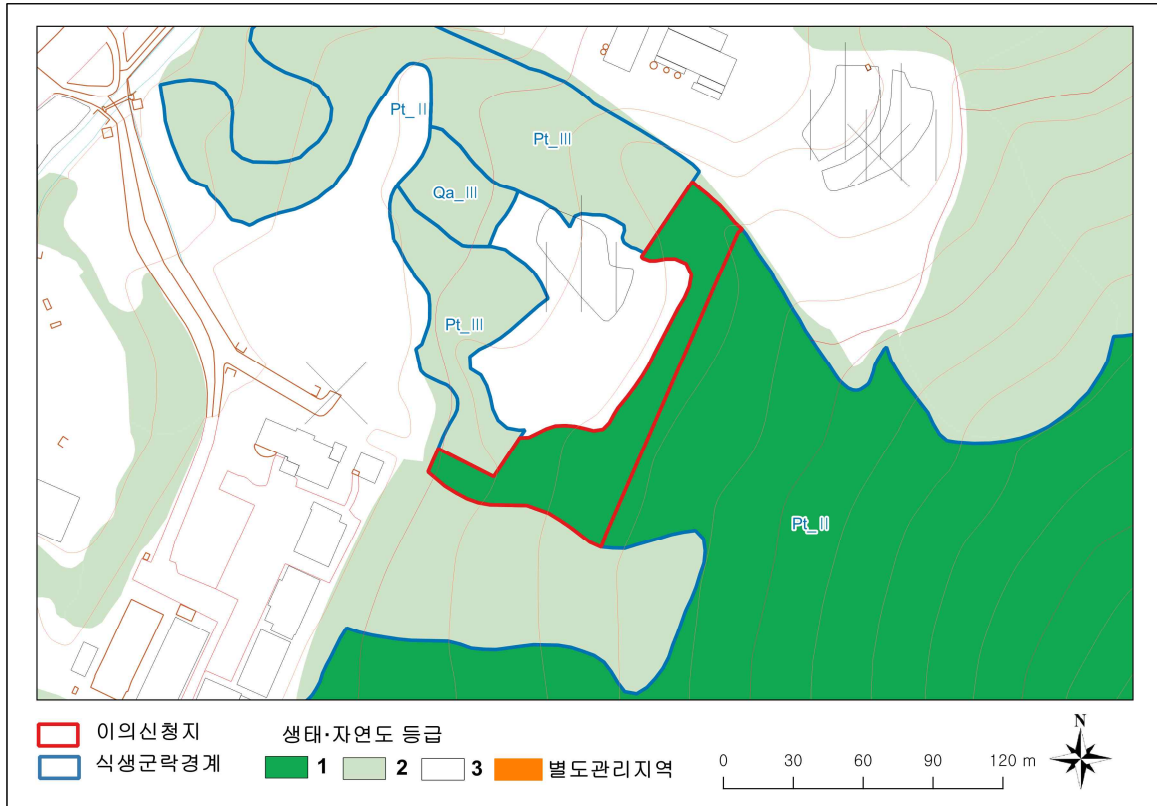 Pt_Ⅱ
Pt_Ⅲ
Qa_Ⅲ
Pt_Ⅲ
Pt_Ⅱ
이의신청지
식생군락경계
생태·자연도 등급
1 2 3 별도관리지역
0 30 60 90 120 m
N